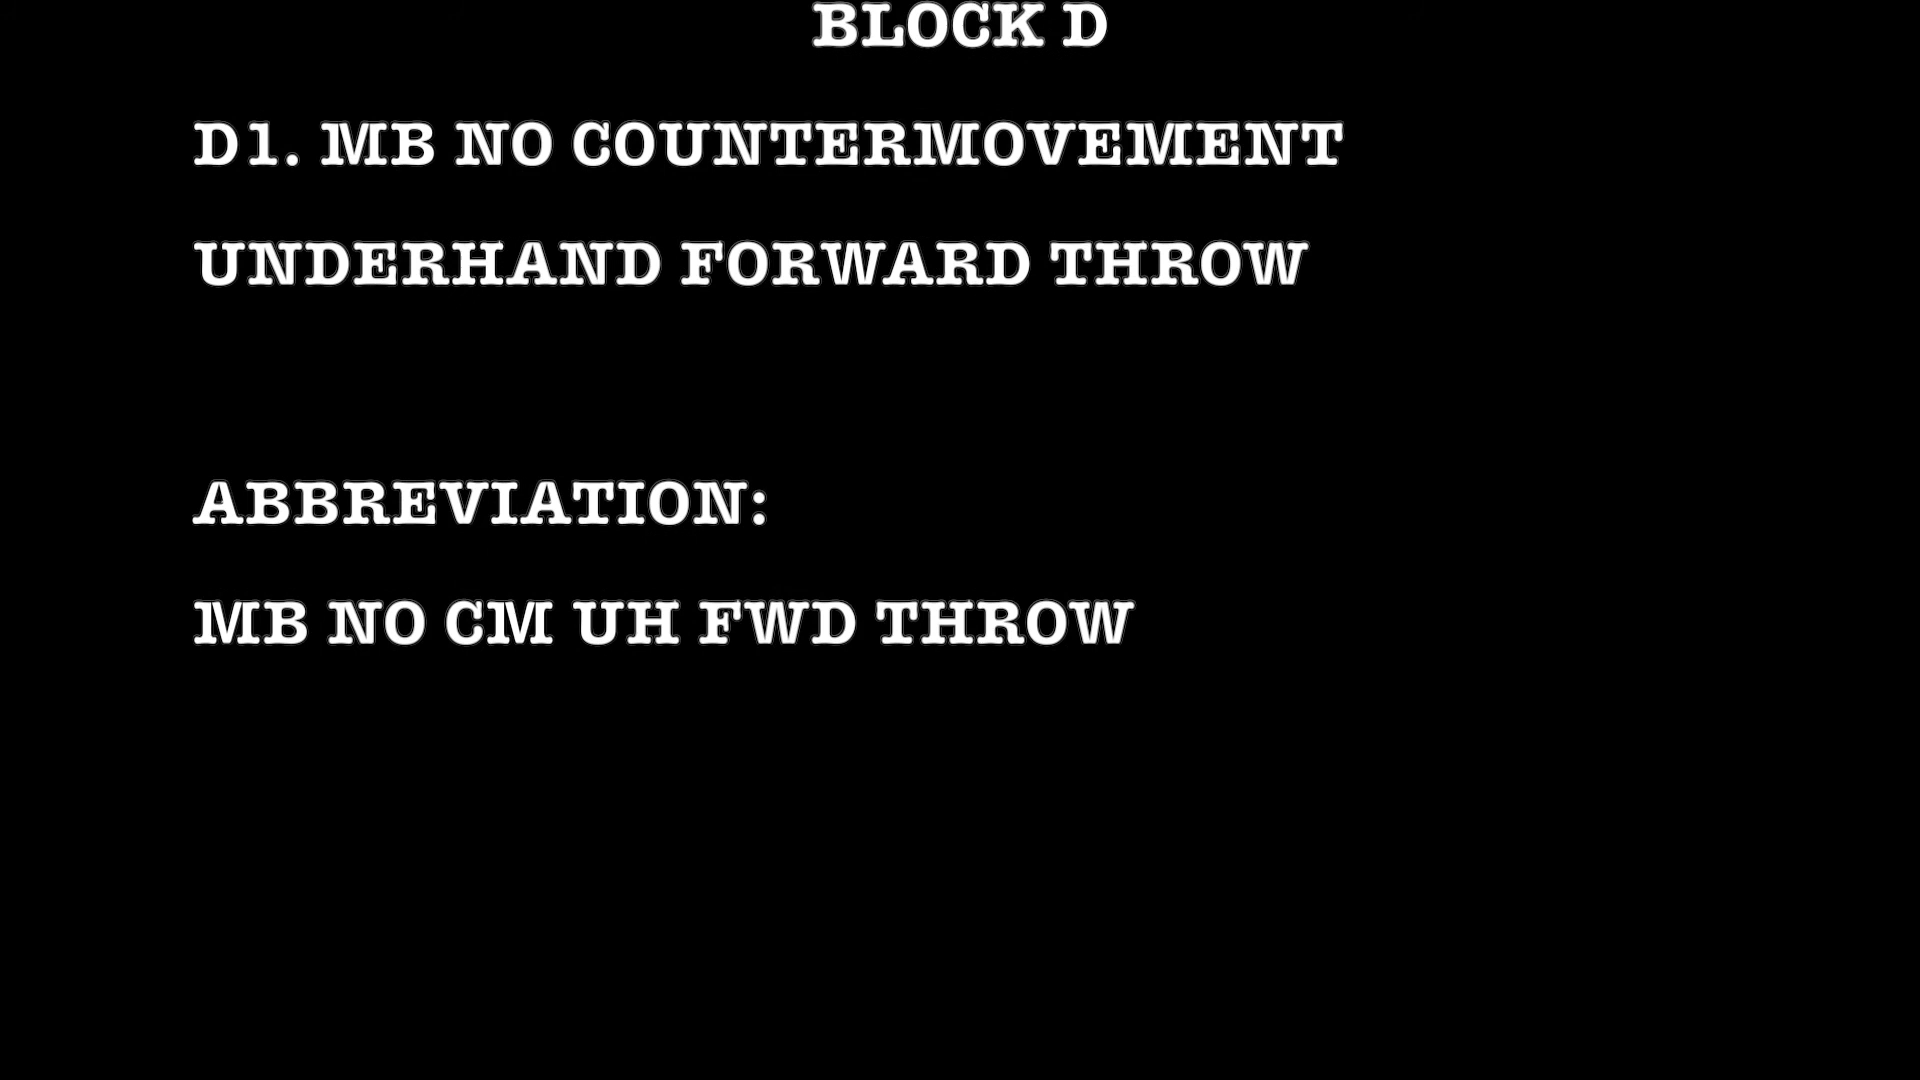 BLOCK D
D1. MB NO COUNTERMOVEMENT
UNDERHAND FORWARD THROW
ABBREVIATION:
MB NO CM UH FWD THROW